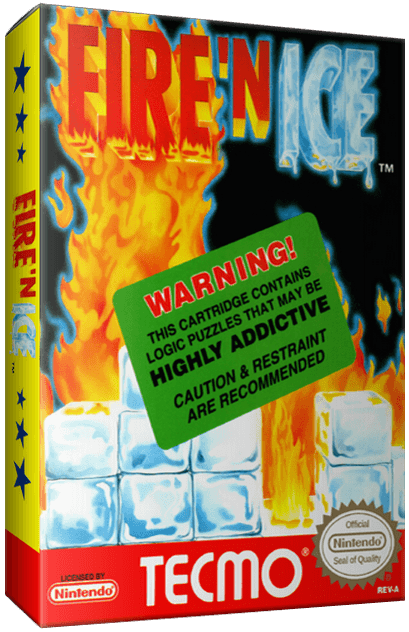 FIRE'N ICE
™
WARNING!
THIS CARTRIDGE CONTAINS
LOGIC PUZZLES THAT MAY BE
HIGHLY ADDICTIVE
CAUTION & RESTRAINT
ARE RECOMMENDED
FIRE'N
ICE
™
Official
Nintendo®
Seal of Quality
LICENSED BY
Nintendo®
TECMO®
REV-A